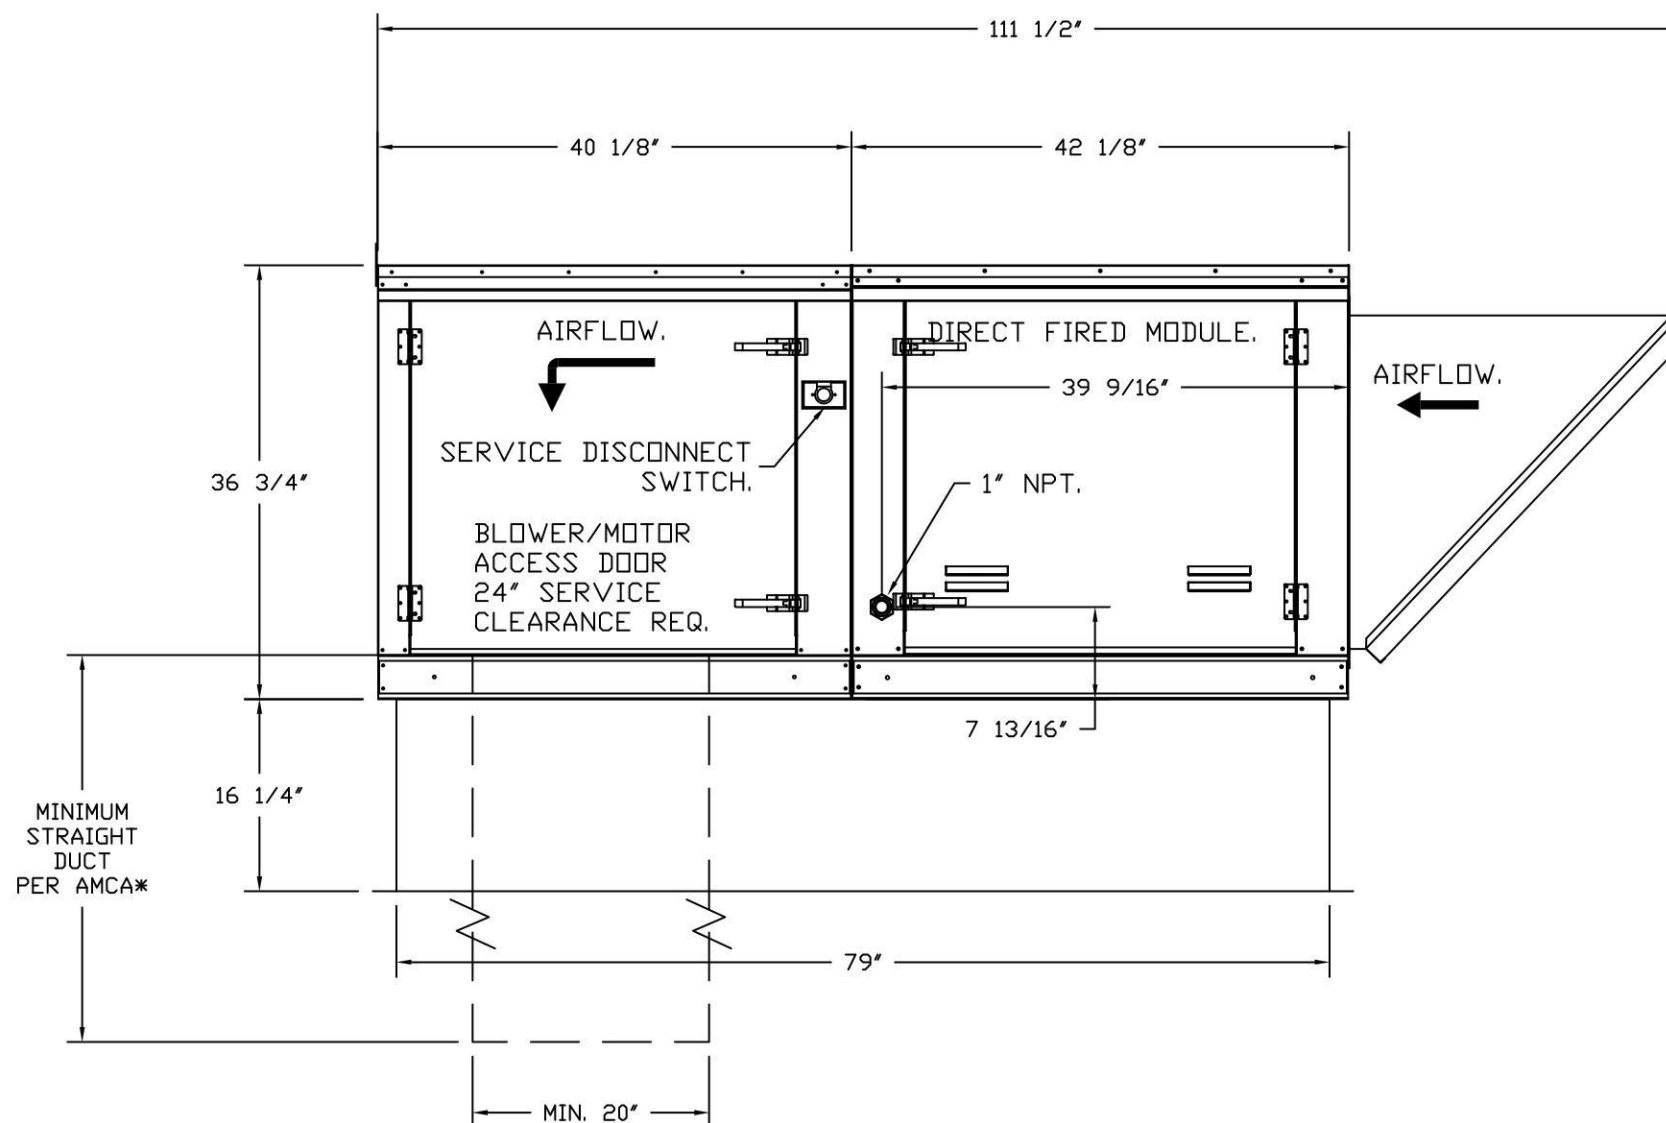 111 1/2"
40 1/8"
42 1/8"
AIRFLOW.
DIRECT FIRED MODULE.
AIRFLOW.
39 9/16"
SERVICE DISCONNECT
SWITCH.
36 3/4"
1" NPT.
BLOWER/MOTOR
ACCESS DOOR
24" SERVICE
CLEARANCE REQ.
7 13/16"
16 1/4"
MINIMUM
STRAIGHT
DUCT
PER AMCA*
79"
MIN. 20"